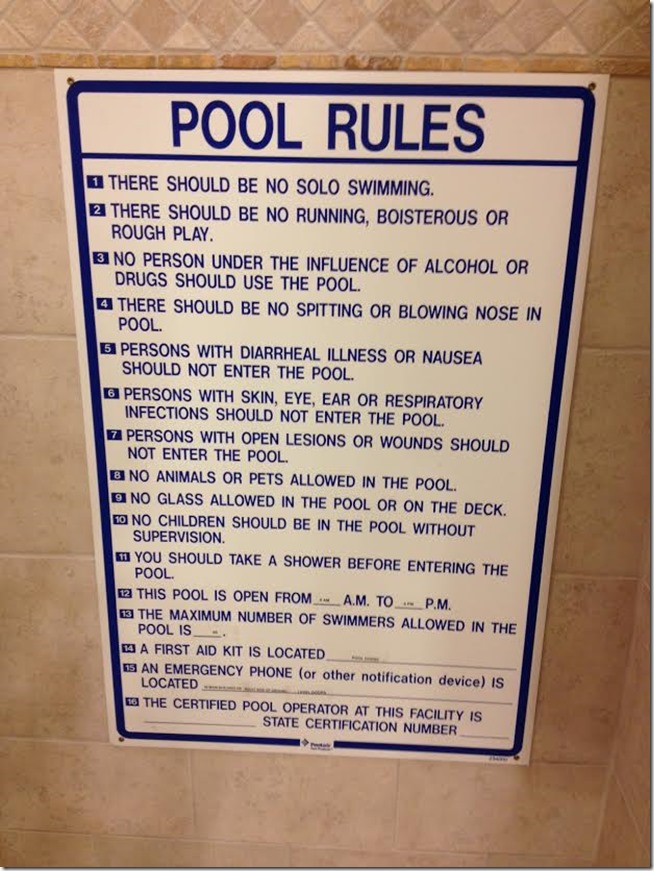 POOL RULES
1 THERE SHOULD BE NO SOLO SWIMMING.
2 THERE SHOULD BE NO RUNNING, BOISTEROUS OR
ROUGH PLAY.
3 NO PERSON UNDER THE INFLUENCE OF ALCOHOL OR
DRUGS SHOULD USE THE POOL.
4 THERE SHOULD BE NO SPITTING OR BLOWING NOSE IN
POOL.
5 PERSONS WITH DIARRHEAL ILLNESS OR NAUSEA
SHOULD NOT ENTER THE POOL.
6 PERSONS WITH SKIN, EYE, EAR OR RESPIRATORY
INFECTIONS SHOULD NOT ENTER THE POOL.
7 PERSONS WITH OPEN LESIONS OR WOUNDS SHOULD
NOT ENTER THE POOL.
8 NO ANIMALS OR PETS ALLOWED IN THE POOL.
9 NO GLASS ALLOWED IN THE POOL OR ON THE DECK.
10 NO CHILDREN SHOULD BE IN THE POOL WITHOUT
SUPERVISION.
11 YOU SHOULD TAKE A SHOWER BEFORE ENTERING THE
POOL.
12 THIS POOL IS OPEN FROM A.M. TO P.M.
13 THE MAXIMUM NUMBER OF SWIMMERS ALLOWED IN THE
POOL IS .
14 A FIRST AID KIT IS LOCATED
15 AN EMERGENCY PHONE (or other notification device) IS
LOCATED
16 THE CERTIFIED POOL OPERATOR AT THIS FACILITY IS
STATE CERTIFICATION NUMBER